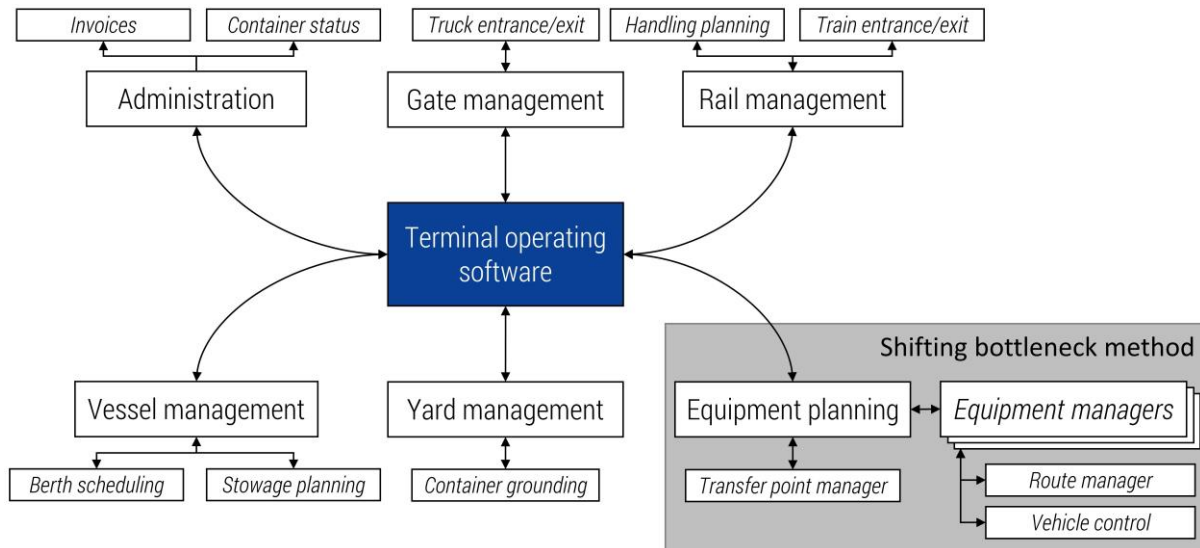 Invoices
Container status
Truck entrance/exit
Handling planning
Train entrance/exit
Administration
Gate management
Rail management
Terminal operating
software
Shifting bottleneck method
Vessel management
Yard management
Equipment planning
Equipment managers
Berth scheduling
Stowage planning
Container grounding
Transfer point manager
Route manager
Vehicle control